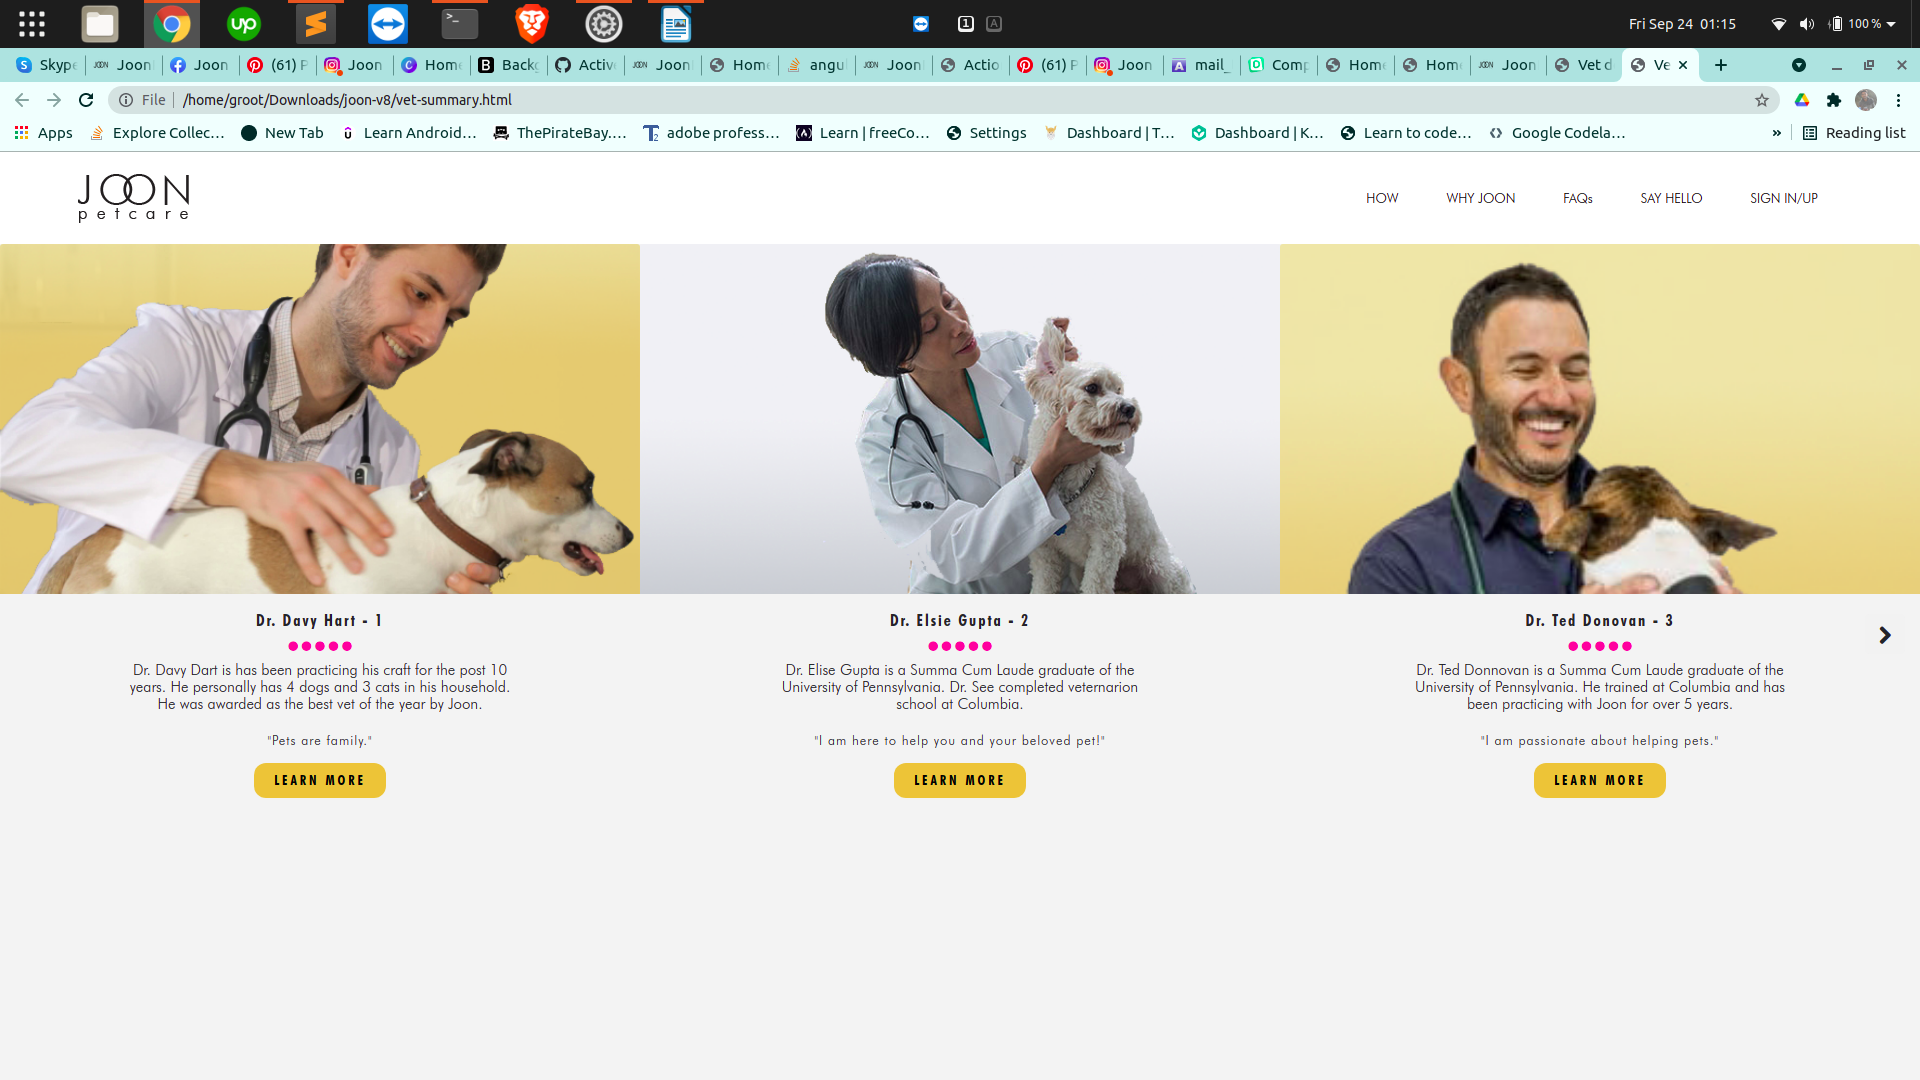 Fri Sep 24 01:15
100 %
Skype
Joon
Joon
(61) P
Joon
Home
Backg
Activ
Joon
Home
angu
Joon
Actio
(61) P
Joon
mail_
Comp
Home
Home
Joon
Vet d
Ve
File
/home/groot/Downloads/joon-v8/vet-summary.html
Apps
Explore Collec...
New Tab
Learn Android...
ThePirateBay....
adobe profess...
Learn | freeCo...
Settings
Dashboard | T...
Dashboard | K...
Learn to code...
Google Codela...
»
Reading list
JOON
petcare
HOW
WHY JOON
FAQs
SAY HELLO
SIGN IN/UP
Dr. Davy Hart - 1
Dr. Davy Dart is has been practicing his craft for the post 10
years. He personally has 4 dogs and 3 cats in his household.
He was awarded as the best vet of the year by Joon.
"Pets are family."
LEARN MORE
Dr. Elsie Gupta - 2
Dr. Elise Gupta is a Summa Cum Laude graduate of the
University of Pennsylvania. Dr. See completed veternarion
school at Columbia.
"I am here to help you and your beloved pet!"
LEARN MORE
Dr. Ted Donovan - 3
Dr. Ted Donnovan is a Summa Cum Laude graduate of the
University of Pennsylvania. He trained at Columbia and has
been practicing with Joon for over 5 years.
"I am passionate about helping pets."
LEARN MORE